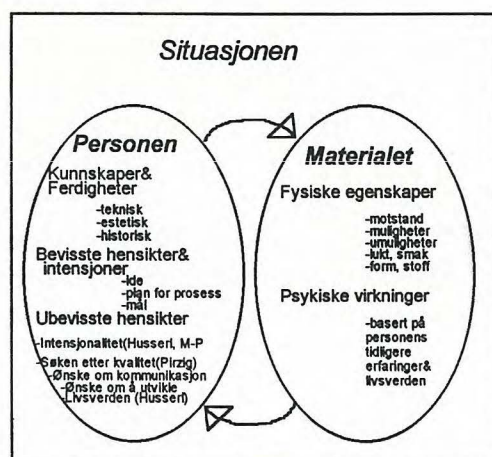 Situasjonen
Personen
Kunnskaper&
Ferdigheter
-teknisk
-estetisk
-historisk
Bevisste hensikter&
intensjoner
-ide
-plan for prosess
-mål
Ubevisste hensikter
-Intensjonalitet(Husserl, M-P
-Søken etter kvalitet(Pirzig)
-Ønske om kommunikasjon
-Ønske om å utvikle
-Livsverden (Husserl)
Materialet
Fysiske egenskaper
-motstand
-muligheter
-umuligheter
-lukt, smak
-form, stoff
Psykiske virkninger
-basert på
personens
tidligere
erfaringer&
livsverden